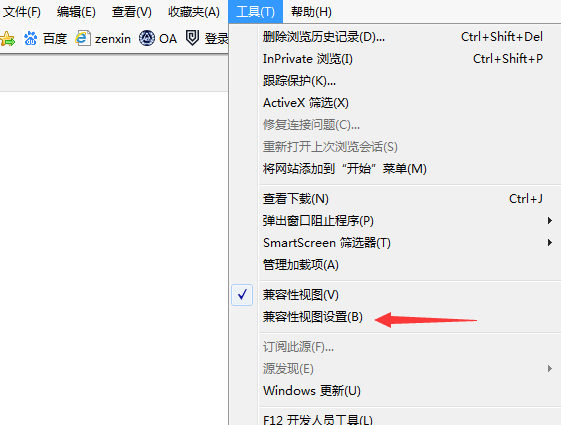 文件(F) 编辑(E) 查看(V) 收藏夹(A) 工具(T) 帮助(H)
百度 zenxin OA 登录
删除浏览历史记录(D)... Ctrl+Shift+Del
InPrivate 浏览(I) Ctrl+Shift+P
跟踪保护(K)...
ActiveX 筛选(X)
修复连接问题(C)...
重新打开上次浏览会话(S)
将网站添加到“开始”菜单(M)
查看下载(N) Ctrl+J
弹出窗口阻止程序(P)
SmartScreen 筛选器(T)
管理加载项(A)
兼容性视图(V)
兼容性视图设置(B)
订阅此源(F)...
源发现(E)
Windows 更新(U)
F12 开发人员工具(L)